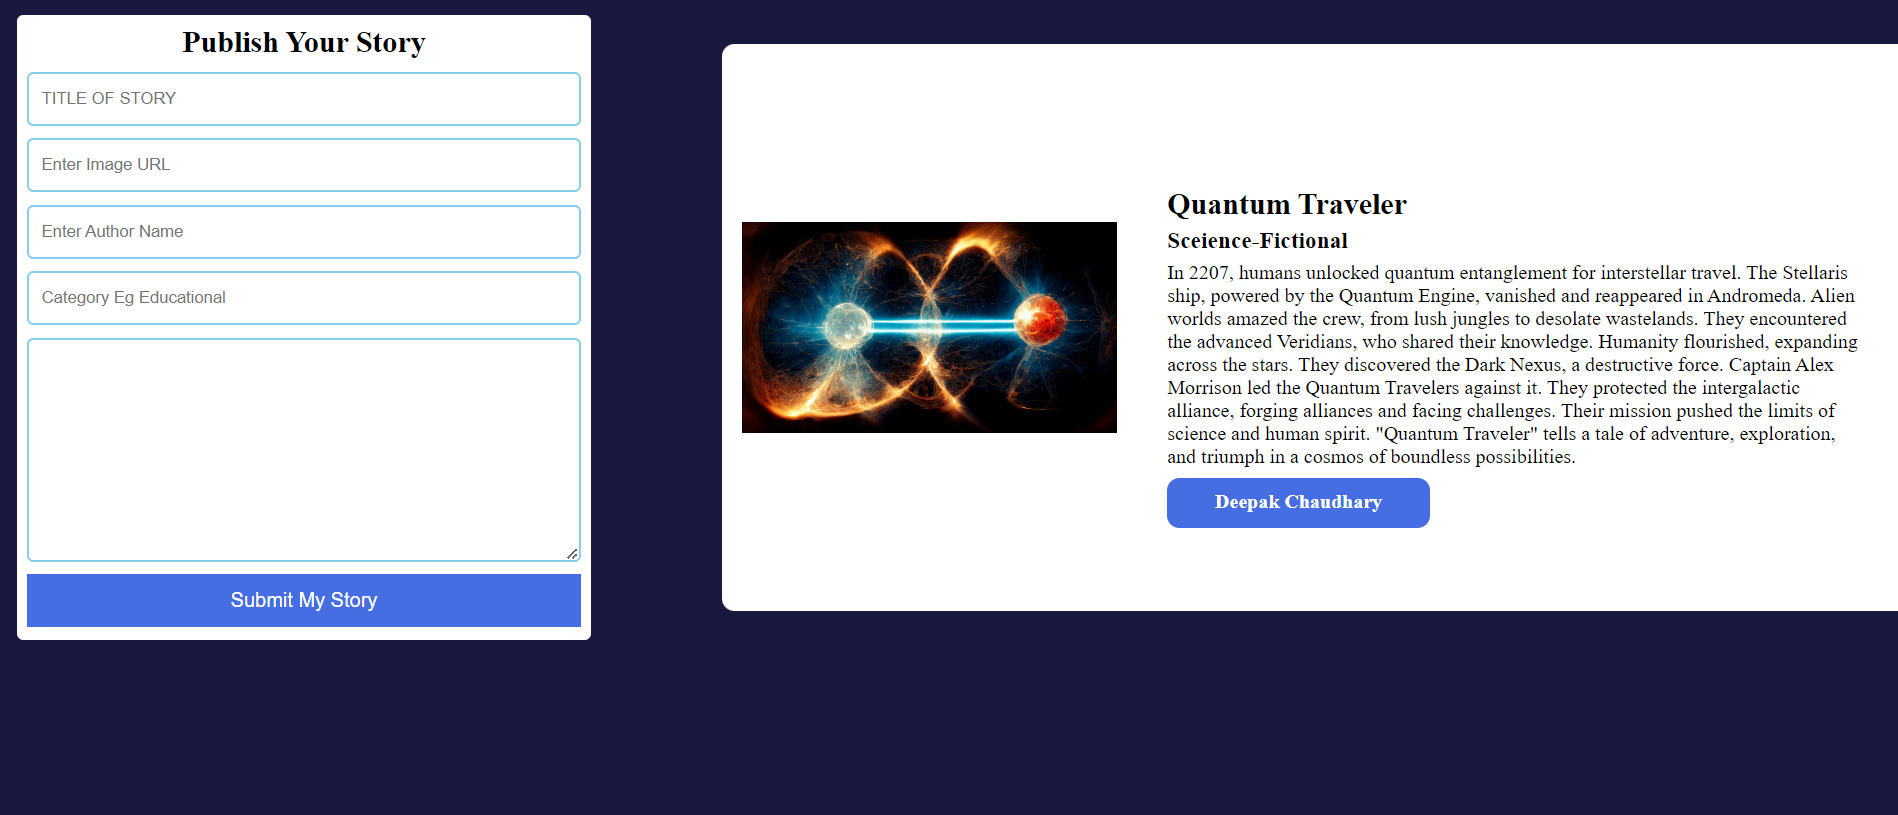 Publish Your Story
TITLE OF STORY
Enter Image URL
Enter Author Name
Category Eg Educational
Submit My Story
Quantum Traveler
Sceience-Fictional
In 2207, humans unlocked quantum entanglement for interstellar travel. The Stellaris
ship, powered by the Quantum Engine, vanished and reappeared in Andromeda. Alien
worlds amazed the crew, from lush jungles to desolate wastelands. They encountered
the advanced Veridians, who shared their knowledge. Humanity flourished, expanding
across the stars. They discovered the Dark Nexus, a destructive force. Captain Alex
Morrison led the Quantum Travelers against it. They protected the intergalactic
alliance, forging alliances and facing challenges. Their mission pushed the limits of
science and human spirit. "Quantum Traveler" tells a tale of adventure, exploration,
and triumph in a cosmos of boundless possibilities.
Deepak Chaudhary